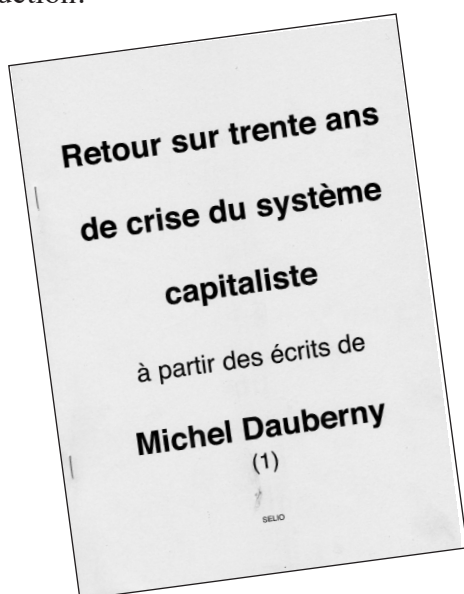 Retour sur trente ans
de crise du système
capitaliste
à partir des écrits de
Michel Dauberny
(1)
SELIO